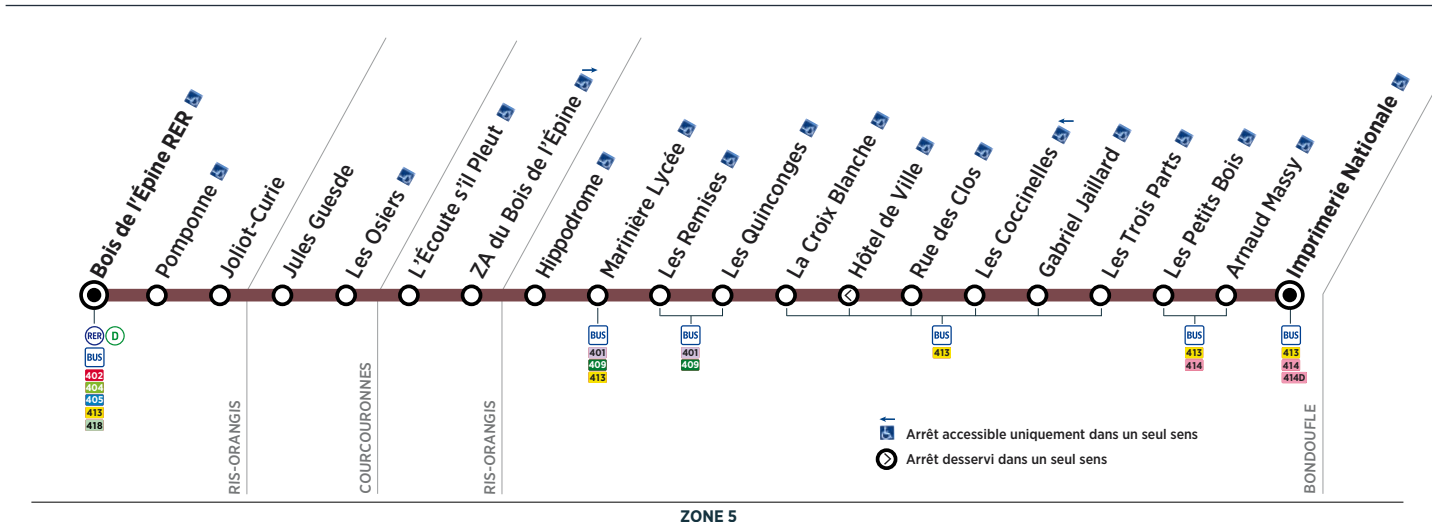 Bois de l'Épine RER
Pomponne
Joliot-Curie
Jules Guesde
Les Osiers
L'Écoute s'il Pleut
ZA du Bois de l'Épine
Hippodrome
Marinière Lycée
Les Remises
Les Quinconges
La Croix Blanche
Hôtel de Ville
Rue des Clos
Les Coccinelles
Gabriel Jaillard
Les Trois Parts
Les Petits Bois
Arnaud Massy
Imprimerie Nationale
RER D
BUS
402
404
405
413
418
BUS
401
409
413
BUS
401
409
BUS
413
BUS
413
414
BUS
413
414
414D
RIS-ORANGIS
COURCOURONNES
RIS-ORANGIS
BONDOUFLE
Arrêt accessible uniquement dans un seul sens
Arrêt desservi dans un seul sens
ZONE 5